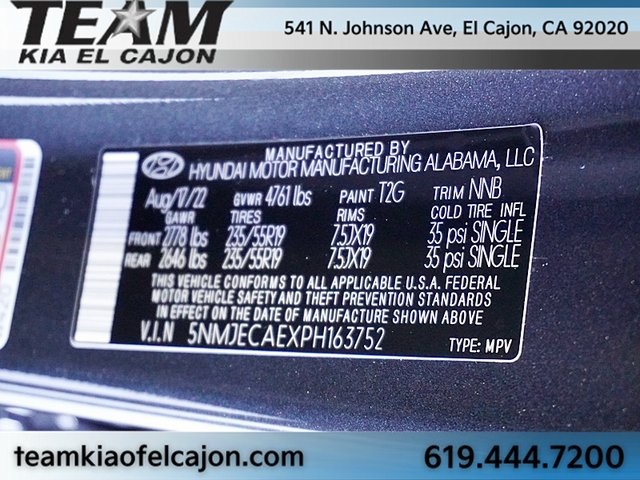 TEAM
KIA EL CAJON
541 N. Johnson Ave, El Cajon, CA 92020
MANUFACTURED BY
HYUNDAI MOTOR MANUFACTURING ALABAMA, LLC
Aug/17/22 GVWR 4761 lbs PAINT T2G TRIM NNB
GAWR TIRES RIMS COLD TIRE INFL
FRONT 2778 lbs 235/55R19 7.5JX19 35 psi SINGLE
REAR 2646 lbs 235/55R19 7.5JX19 35 psi SINGLE
THIS VEHICLE CONFORMS TO ALL APPLICABLE U.S.A. FEDERAL
MOTOR VEHICLE SAFETY AND THEFT PREVENTION STANDARDS
IN EFFECT ON THE DATE OF MANUFACTURE SHOWN ABOVE
V.I.N 5NMJECAEXPH163752
TYPE: MPV
teamkiaofelcajon.com 619.444.7200